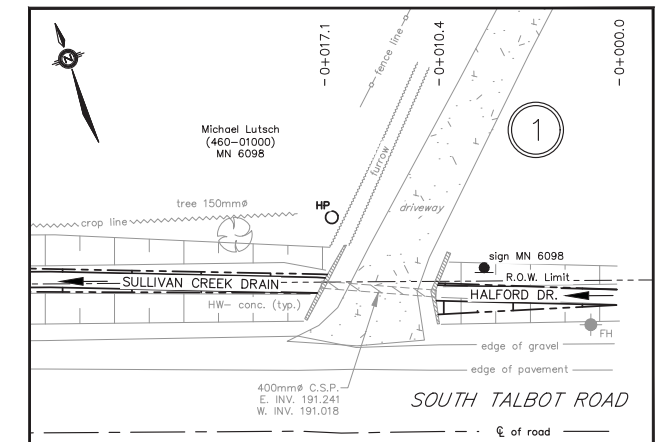 - 0+017.1
- 0+010.4
- 0+000.0
N
fence line
1
Michael Lutsch
(460-01000)
MN 6098
furrow
tree 150mmø
HP
crop line
driveway
sign MN 6098
R.O.W. Limit
SULLIVAN CREEK DRAIN
HALFORD DR.
HW- conc. (typ.)
FH
edge of gravel
edge of pavement
400mmø C.S.P.
E. INV. 191.241
W. INV. 191.018
SOUTH TALBOT ROAD
℄ of road